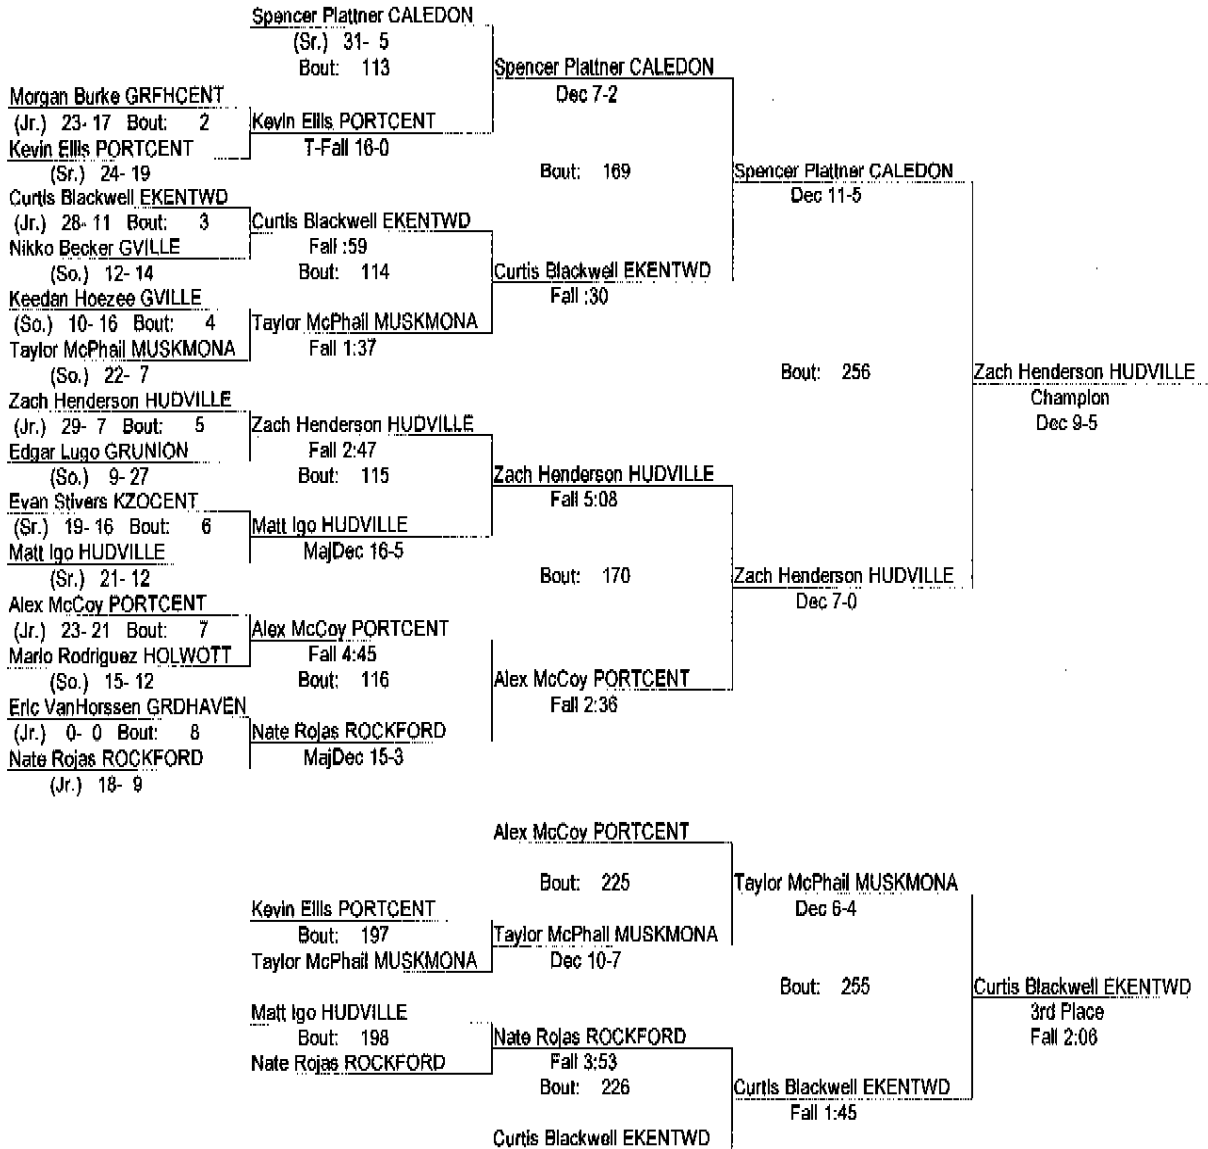 Spencer Plattner CALEDON
(Sr.) 31- 5
Bout: 113
Spencer Plattner CALEDON
Dec 7-2
Morgan Burke GRFHCENT
(Jr.) 23- 17 Bout: 2
Kevin Ellis PORTCENT
T-Fall 16-0
Kevin Ellis PORTCENT
(Sr.) 24- 19
Bout: 169
Spencer Plattner CALEDON
Dec 11-5
Curtis Blackwell EKENTWD
(Jr.) 28- 11 Bout: 3
Curtis Blackwell EKENTWD
Fall :59
Nikko Becker GVILLE
(So.) 12- 14
Bout: 114
Curtis Blackwell EKENTWD
Fall :30
Keedan Hoezee GVILLE
(So.) 10- 16 Bout: 4
Taylor McPhail MUSKMONA
Fall 1:37
Taylor McPhail MUSKMONA
(So.) 22- 7
Bout: 256
Zach Henderson HUDVILLE
Champion
Dec 9-5
Zach Henderson HUDVILLE
(Jr.) 29- 7 Bout: 5
Zach Henderson HUDVILLE
Fall 2:47
Edgar Lugo GRUNION
(So.) 9- 27
Bout: 115
Zach Henderson HUDVILLE
Fall 5:08
Evan Stivers KZOCENT
(Sr.) 19- 16 Bout: 6
Matt Igo HUDVILLE
MajDec 16-5
Matt Igo HUDVILLE
(Sr.) 21- 12
Bout: 170
Zach Henderson HUDVILLE
Dec 7-0
Alex McCoy PORTCENT
(Jr.) 23- 21 Bout: 7
Alex McCoy PORTCENT
Fall 4:45
Mario Rodriguez HOLWOTT
(So.) 15- 12
Bout: 116
Alex McCoy PORTCENT
Fall 2:36
Eric VanHorssen GRDHAVEN
(Jr.) 0- 0 Bout: 8
Nate Rojas ROCKFORD
MajDec 15-3
Nate Rojas ROCKFORD
(Jr.) 18- 9
Alex McCoy PORTCENT
Bout: 225
Taylor McPhail MUSKMONA
Dec 6-4
Kevin Ellis PORTCENT
Bout: 197
Taylor McPhail MUSKMONA
Dec 10-7
Taylor McPhail MUSKMONA
Bout: 255
Curtis Blackwell EKENTWD
3rd Place
Fall 2:06
Matt Igo HUDVILLE
Bout: 198
Nate Rojas ROCKFORD
Fall 3:53
Nate Rojas ROCKFORD
Bout: 226
Curtis Blackwell EKENTWD
Fall 1:45
Curtis Blackwell EKENTWD